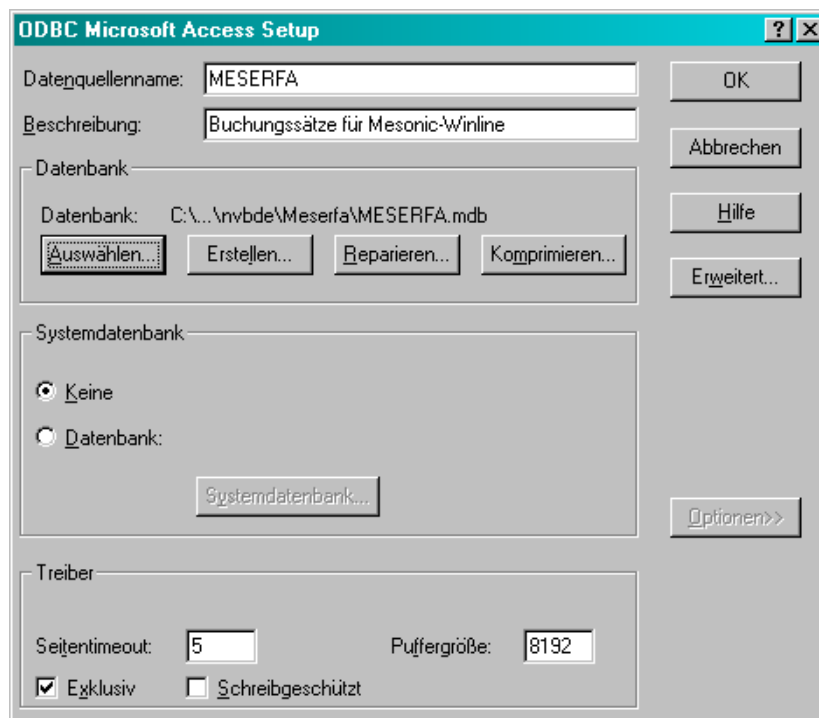 ODBC Microsoft Access Setup
Datenquellenname: MESERFA
OK
Beschreibung: Buchungssätze für Mesonic-Winline
Abbrechen
Datenbank
Datenbank: C:\...\nvbde\Meserfa\MESERFA.mdb
Hilfe
Auswählen... Erstellen... Reparieren... Komprimieren...
Erweitert...
Systemdatenbank
Keine
Datenbank:
Systemdatenbank...
Optionen>>
Treiber
Seitentimeout: 5 Puffergröße: 8192
Exklusiv Schreibgeschützt